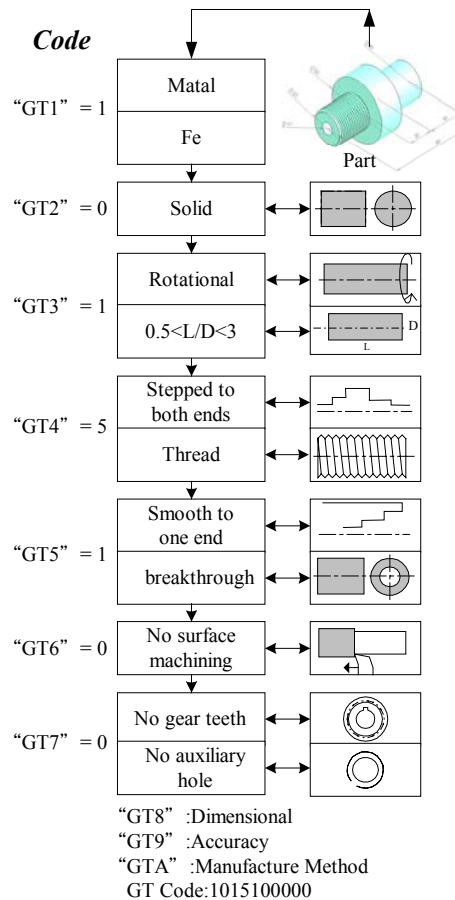 Code
Part
“GT1” = 1
Matal
Fe
“GT2” = 0
Solid
“GT3” = 1
Rotational
0.5<L/D<3
D
L
“GT4” = 5
Stepped to
both ends
Thread
“GT5” = 1
Smooth to
one end
breakthrough
“GT6” = 0
No surface
machining
“GT7” = 0
No gear teeth
No auxiliary
hole
“GT8” :Dimensional
“GT9” :Accuracy
“GTA” :Manufacture Method
GT Code:1015100000